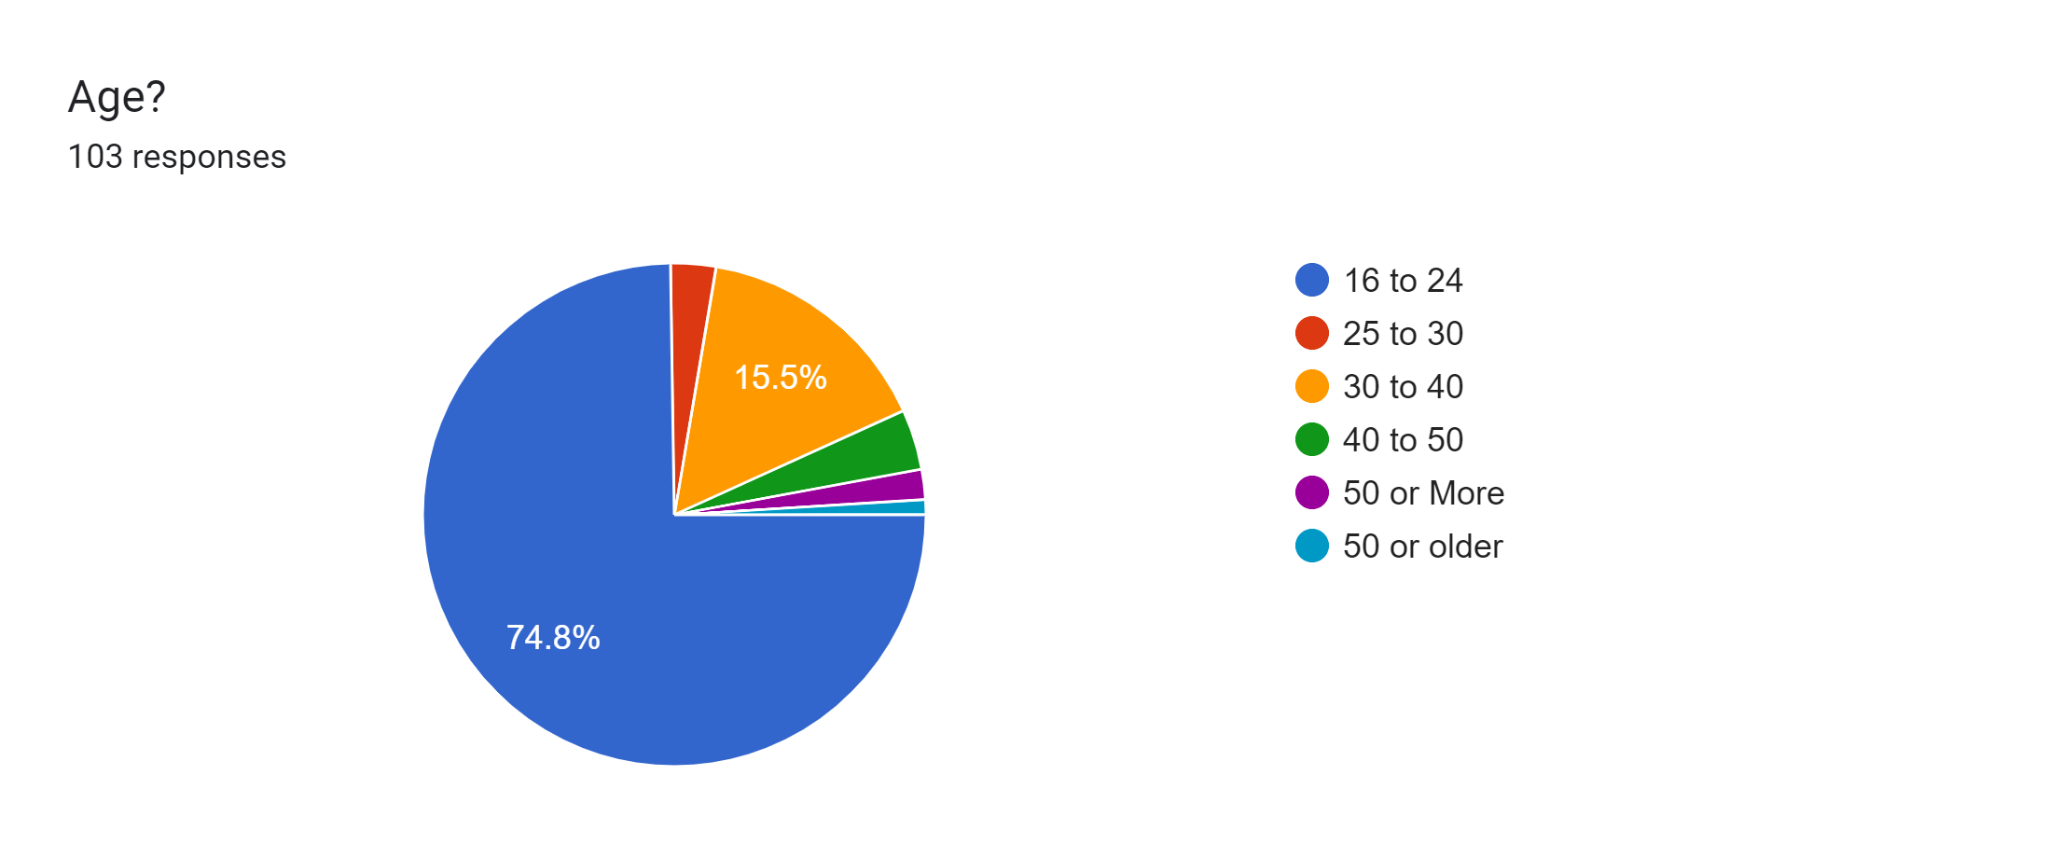 Age?
103 responses
15.5%
74.8%
16 to 24
25 to 30
30 to 40
40 to 50
50 or More
50 or older